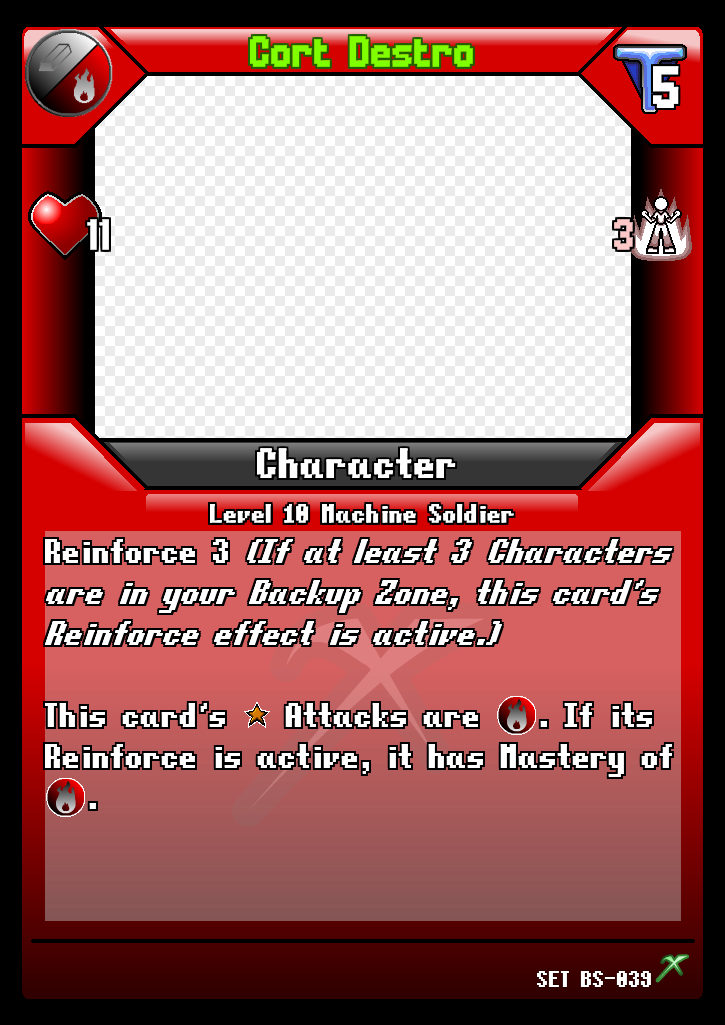 Cort Destro
5
11
3
Character
Level 10 Machine Soldier
Reinforce 3 (If at least 3 Characters
are in your Backup Zone, this card's
Reinforce effect is active.)
This card's Attacks are . If its
Reinforce is active, it has Mastery of
.
SET BS-039